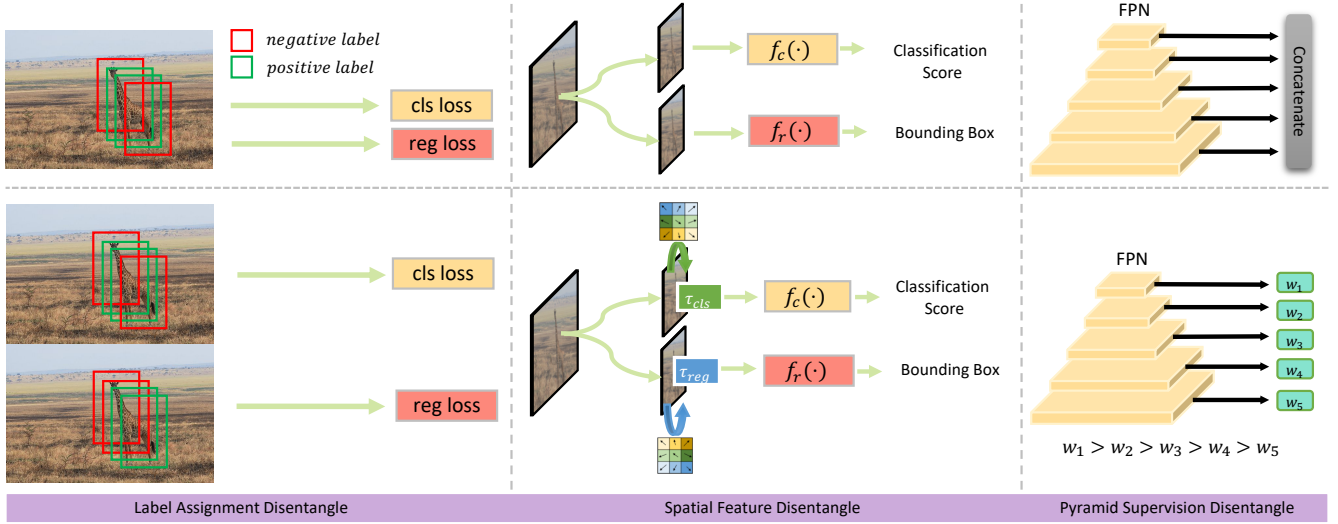 negative label
positive label
cls loss
reg loss
f_c(·)
Classification
Score
f_r(·)
Bounding Box
FPN
Concatenate
cls loss
reg loss
τ_cls
f_c(·)
Classification
Score
τ_reg
f_r(·)
Bounding Box
FPN
w_1
w_2
w_3
w_4
w_5
w_1 > w_2 > w_3 > w_4 > w_5
Label Assignment Disentangle
Spatial Feature Disentangle
Pyramid Supervision Disentangle